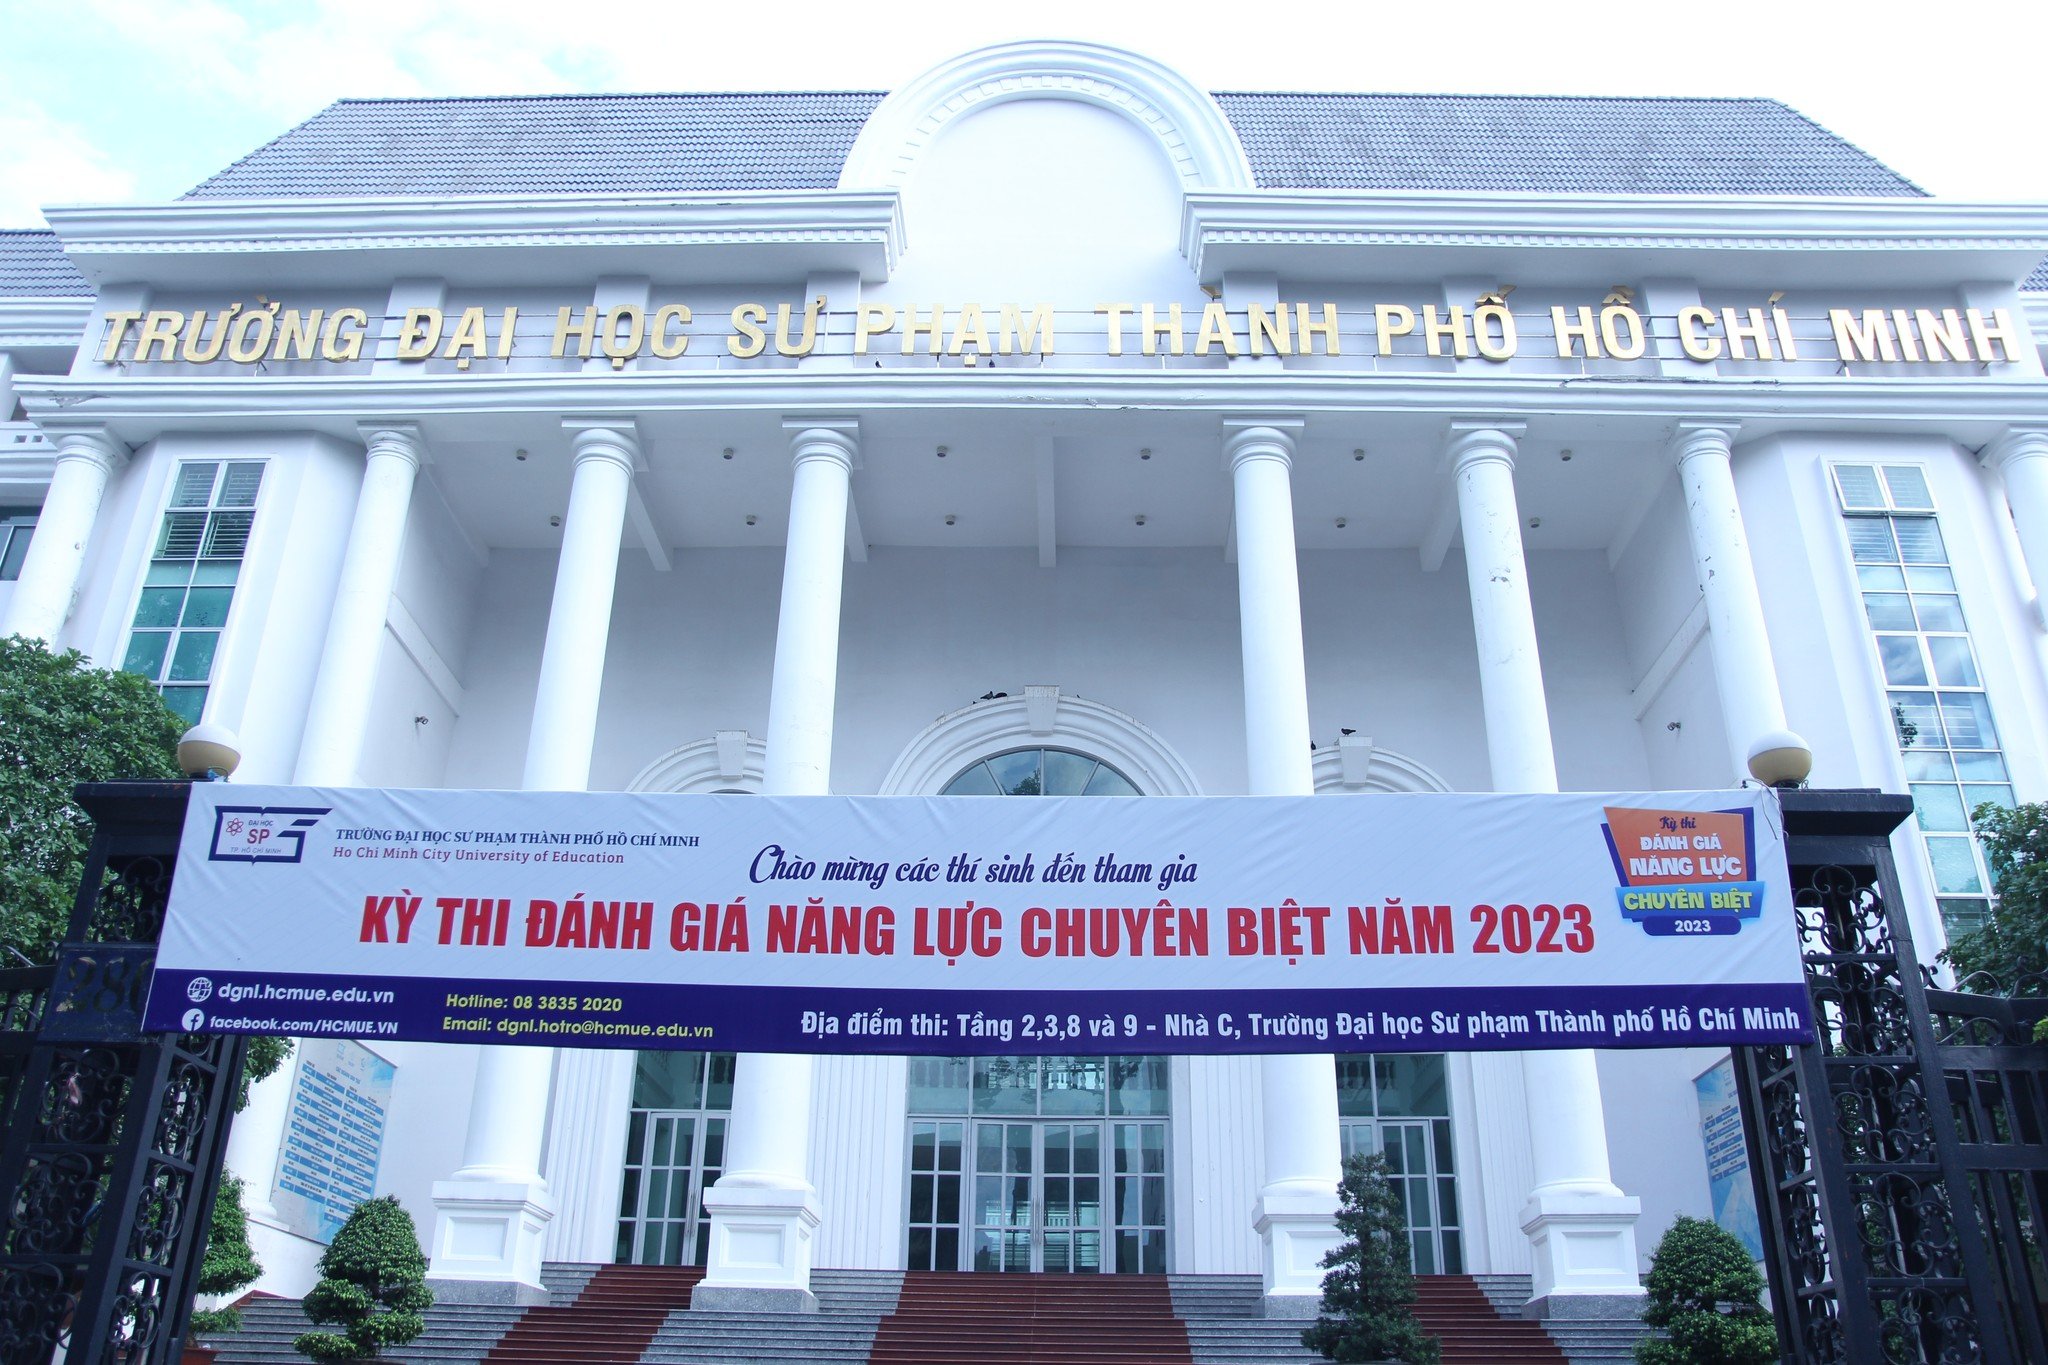 TRƯỜNG ĐẠI HỌC SƯ PHẠM THÀNH PHỐ HỒ CHÍ MINH
ĐẠI HỌC
SP
TP. HỒ CHÍ MINH
TRƯỜNG ĐẠI HỌC SƯ PHẠM THÀNH PHỐ HỒ CHÍ MINH
Ho Chi Minh City University of Education
Chào mừng các thí sinh đến tham gia
KỲ THI ĐÁNH GIÁ NĂNG LỰC CHUYÊN BIỆT NĂM 2023
Kỳ thi
ĐÁNH GIÁ
NĂNG LỰC
CHUYÊN BIỆT
2023
280
dgnl.hcmue.edu.vn
facebook.com/HCMUE.VN
Hotline: 08 3835 2020
Email: dgnl.hotro@hcmue.edu.vn
Địa điểm thi: Tầng 2,3,8 và 9 - Nhà C, Trường Đại học Sư phạm Thành phố Hồ Chí Minh